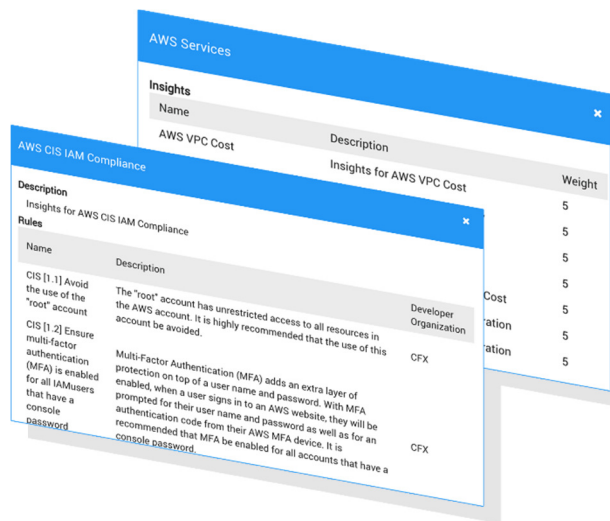 AWS Services
Insights
Name Description Weight
AWS VPC Cost Insights for AWS VPC Cost 5
5
5
5
Cost 5
ration 5
ration 5
AWS CIS IAM Compliance
Description
Insights for AWS CIS IAM Compliance
Rules
Name Description Developer
Organization
CIS [1.1] Avoid
the use of the
"root" account
The "root" account has unrestricted access to all resources in
the AWS account. It is highly recommended that the use of this
account be avoided.
CFX
CIS [1.2] Ensure
multi-factor
authentication
(MFA) is enabled
for all IAMusers
that have a
console
password
Multi-Factor Authentication (MFA) adds an extra layer of
protection on top of a user name and password. With MFA
enabled, when a user signs in to an AWS website, they will be
prompted for their user name and password as well as for an
authentication code from their AWS MFA device. It is
recommended that MFA be enabled for all accounts that have a
console password.
CFX